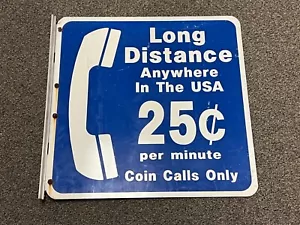 Long
Distance
Anywhere
In The USA
25¢
per minute
Coin Calls Only